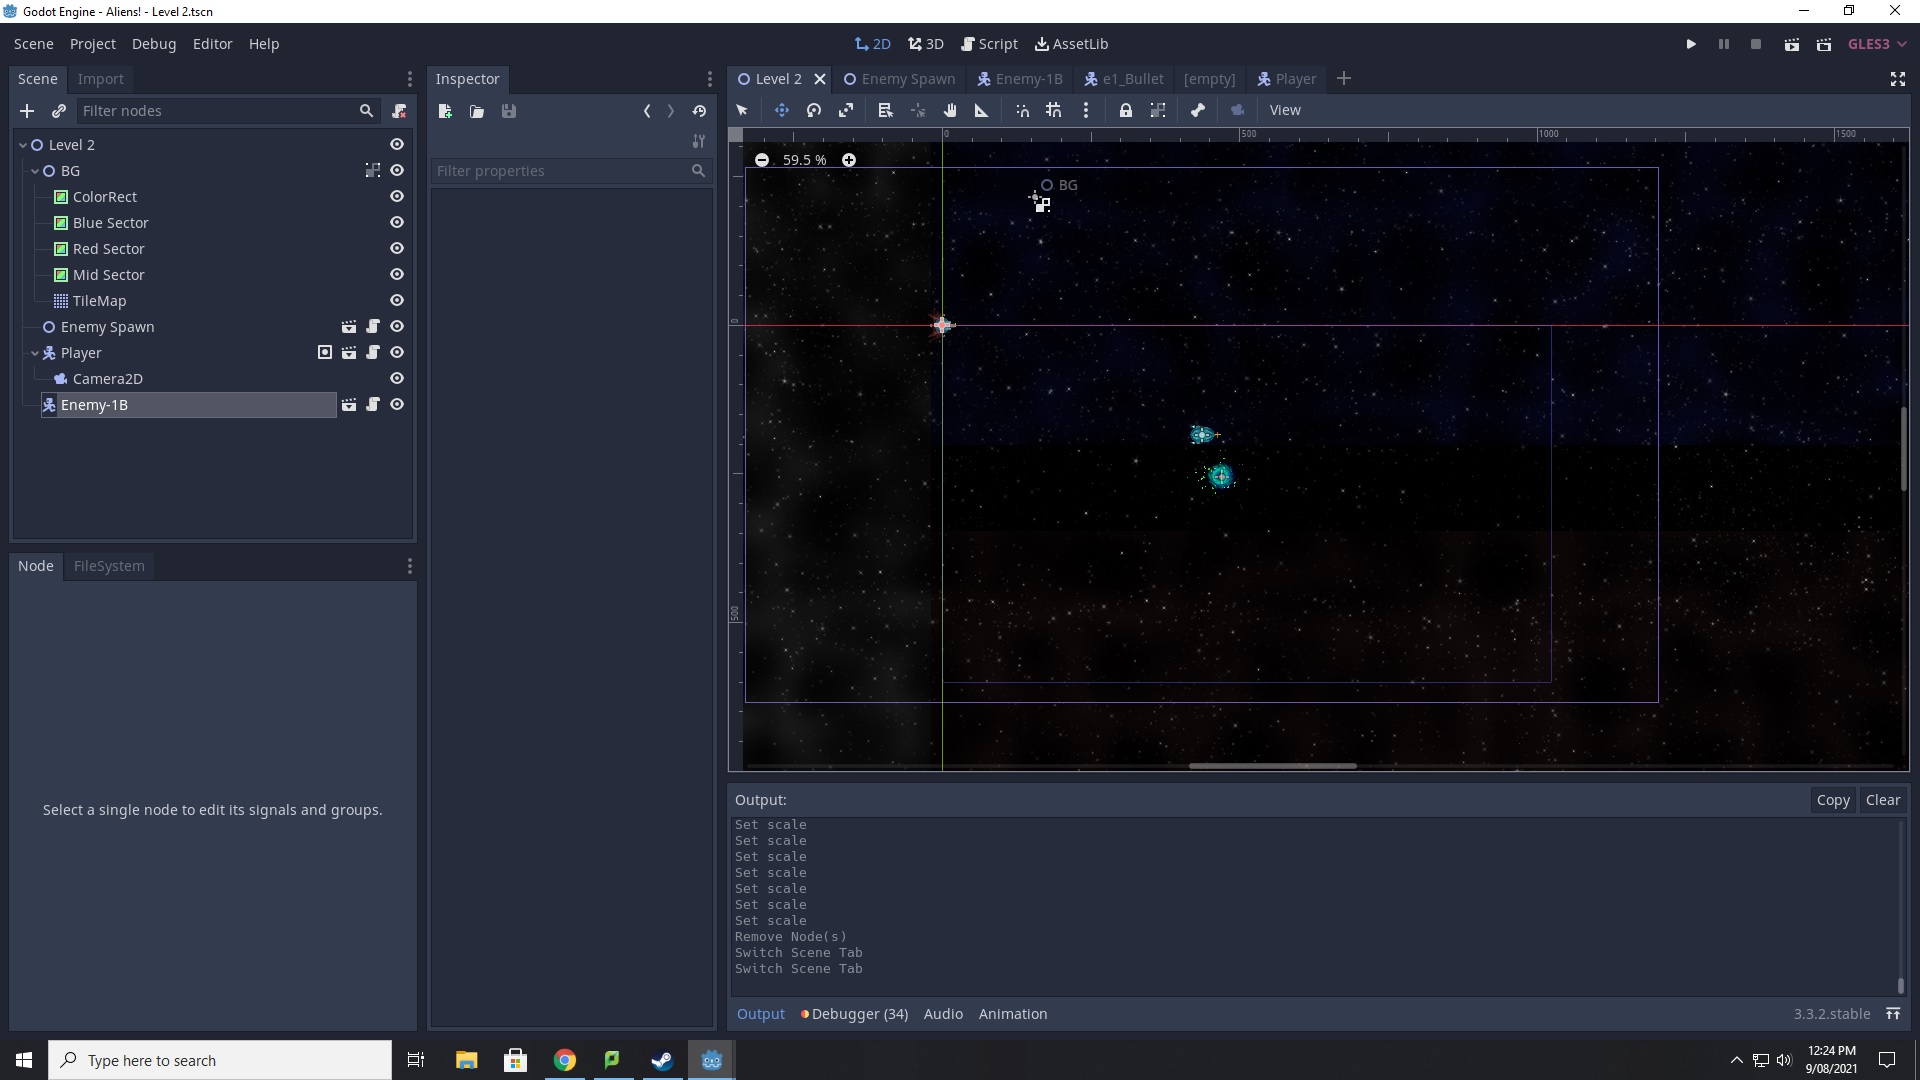 Godot Engine - Aliens! - Level 2.tscn
Scene Project Debug Editor Help
2D 3D Script AssetLib
GLES3
Scene Import
Filter nodes
Level 2
BG
ColorRect
Blue Sector
Red Sector
Mid Sector
TileMap
Enemy Spawn
Player
Camera2D
Enemy-1B
Node FileSystem
Select a single node to edit its signals and groups.
Inspector
Filter properties
Level 2 Enemy Spawn Enemy-1B e1_Bullet [empty] Player
View
0 500 1000 1500
59.5 %
BG
0
500
Output:
Copy Clear
Set scale
Set scale
Set scale
Set scale
Set scale
Set scale
Set scale
Remove Node(s)
Switch Scene Tab
Switch Scene Tab
Output Debugger (34) Audio Animation
3.3.2.stable
Type here to search
12:24 PM
9/08/2021